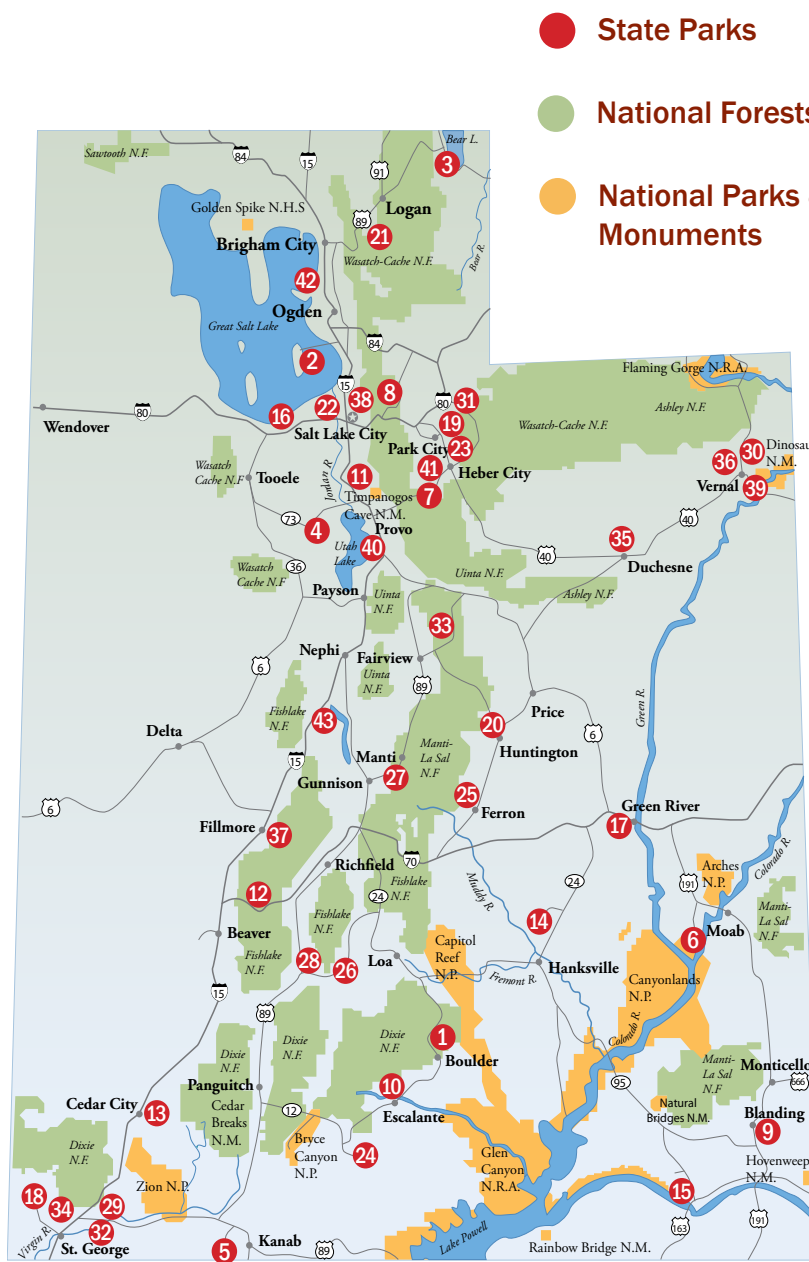 State Parks
National Forests
National Parks &
Monuments
Sawtooth N.F.
84
15
91
Bear L.
3
Golden Spike N.H.S
89
Logan
21
Brigham City
Wasatch-Cache N.F.
Bear R.
42
Ogden
Great Salt Lake
84
2
15
Flaming Gorge N.R.A.
38
8
80
31
Ashley N.F.
Wendover
80
16
22
19
Wasatch-Cache N.F.
Salt Lake City
Park City
23
30
Dinosaur
N.M.
36
41
Heber City
Wasatch
Cache N.F
Tooele
Jordan R
11
7
Vernal
39
Timpanogos
Cave N.M.
73
4
Provo
40
35
Utah
Lake
40
40
Duchesne
36
Wasatch
Cache N.F
Uinta N.F.
Payson
Uinta
N.F.
Ashley N.F.
33
Nephi
Fairview
6
Uinta
N.F.
89
Green R.
Fishlake
N.F.
43
Price
20
6
Delta
Manti
Manti-
La Sal
N.F
Huntington
15
27
Gunnison
25
6
Ferron
Green River
Fillmore
37
17
Richfield
70
Arches
N.P.
Colorado R.
24
Fishlake
N.F.
Muddy R.
24
191
12
Manti-
La Sal
N.F
Fishlake
N.F.
14
Moab
Beaver
Capitol
Reef
N.P.
6
Fishlake
N.F.
28
26
Loa
Hanksville
Fremont R.
Canyonlands
N.P.
15
89
Colorado R.
Dixie
N.F.
Dixie
N.F.
1
Boulder
Dixie
N.F.
Manti-
La Sal
N.F
Monticello
Panguitch
10
95
666
Cedar City
13
Cedar
Breaks
N.M.
12
Escalante
Natural
Bridges N.M.
Blanding
9
Dixie
N.F.
Bryce
Canyon
N.P.
24
Glen
Canyon
N.R.A.
Hovenweep
N.M.
Zion N.P.
15
18
34
29
Virgin R.
32
St. George
5
Kanab
89
Lake Powell
163
191
Rainbow Bridge N.M.